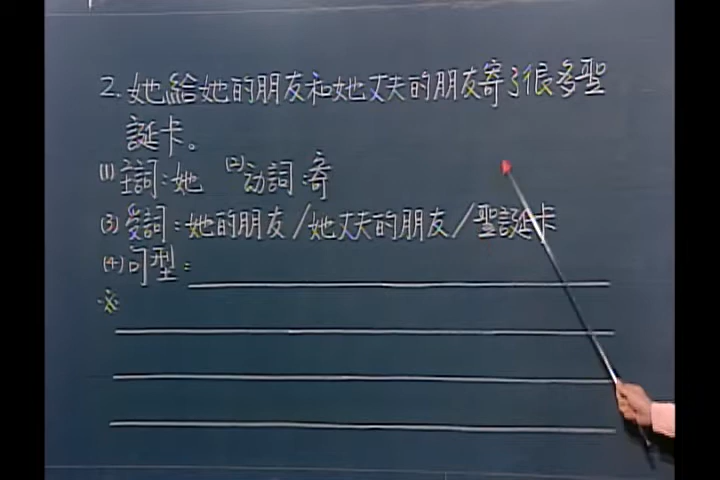 2. 她給她的朋友和她丈夫的朋友寄了很多聖
誕卡。
(1) 主詞：她 (2) 动詞：寄
(3) 受詞：她的朋友/她丈夫的朋友/聖誕卡
(4) 句型：
※